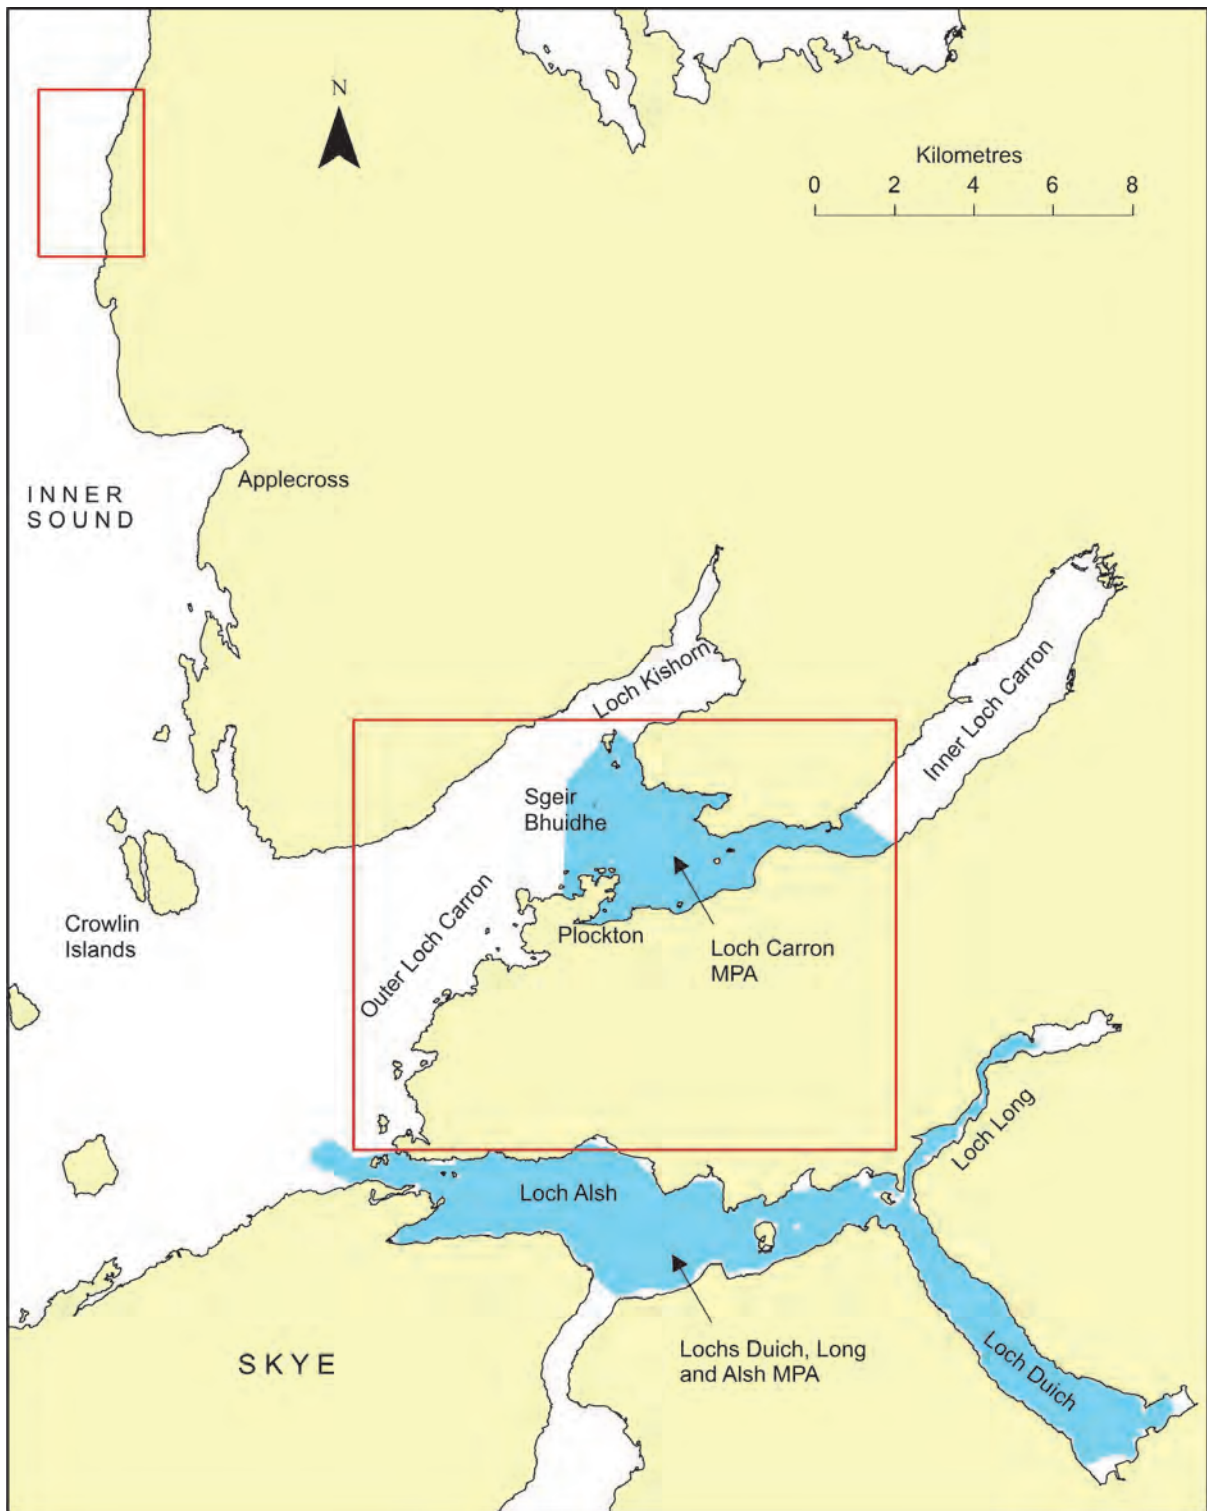 N
Kilometres
0 2 4 6 8
Applecross
INNER
SOUND
Loch Kishorn
Inner Loch Carron
Sgeir
Bhuidhe
Outer Loch Carron
Crowlin
Islands
Plockton
Loch Carron
MPA
Loch Long
Loch Alsh
Lochs Duich, Long
and Alsh MPA
Loch Duich
SKYE